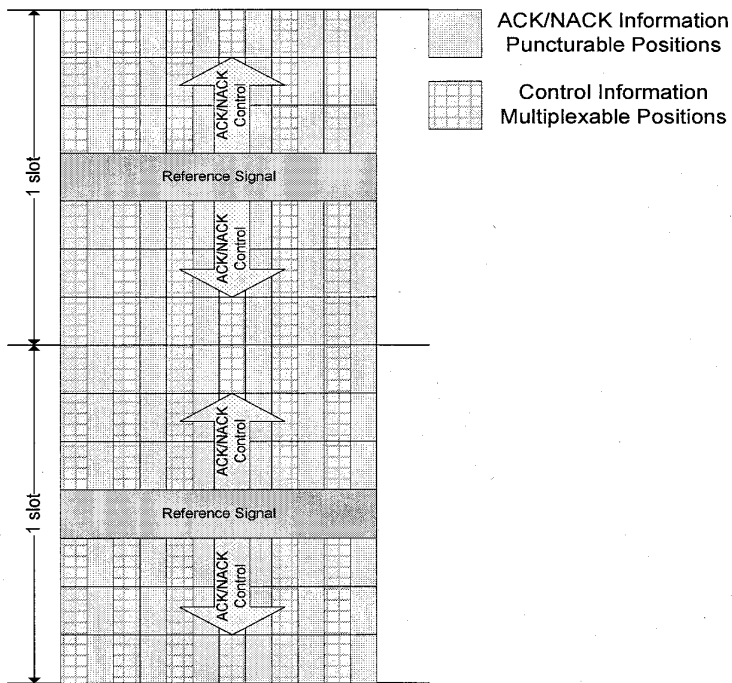 ACK/NACK Information
Puncturable Positions
Control Information
Multiplexable Positions
1 slot
ACK/NACK
Control
Reference Signal
ACK/NACK
Control
1 slot
ACK/NACK
Control
Reference Signal
ACK/NACK
Control